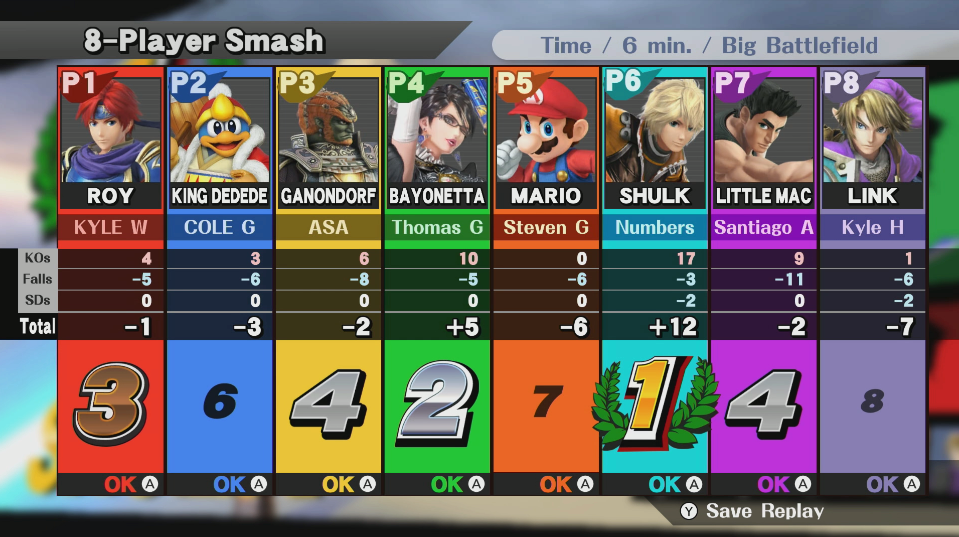 8-Player Smash
Time / 6 min. / Big Battlefield
P1 P2 P3 P4 P5 P6 P7 P8
ROY KING DEDEDE GANONDORF BAYONETTA MARIO SHULK LITTLE MAC LINK
KYLE W COLE G ASA Thomas G Steven G Numbers Santiago A Kyle H
KOs 4 3 6 10 0 17 9 1
Falls -5 -6 -8 -5 -6 -3 -11 -6
SDs 0 0 0 0 0 -2 0 -2
Total -1 -3 -2 +5 -6 +12 -2 -7
3 6 4 2 7 1 4 8
OK A OK A OK A OK A OK A OK A OK A OK A
Y Save Replay